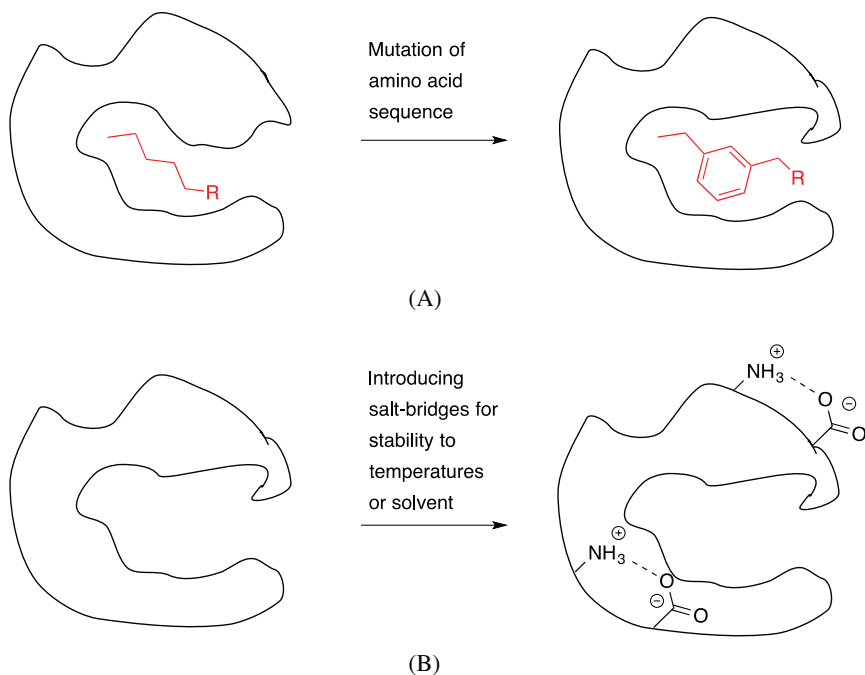 Mutation of
amino acid
sequence
R
R
(A)
Introducing
salt-bridges for
stability to
temperatures
or solvent
+
NH3
O
−
O
+
NH3
O
−
O
(B)